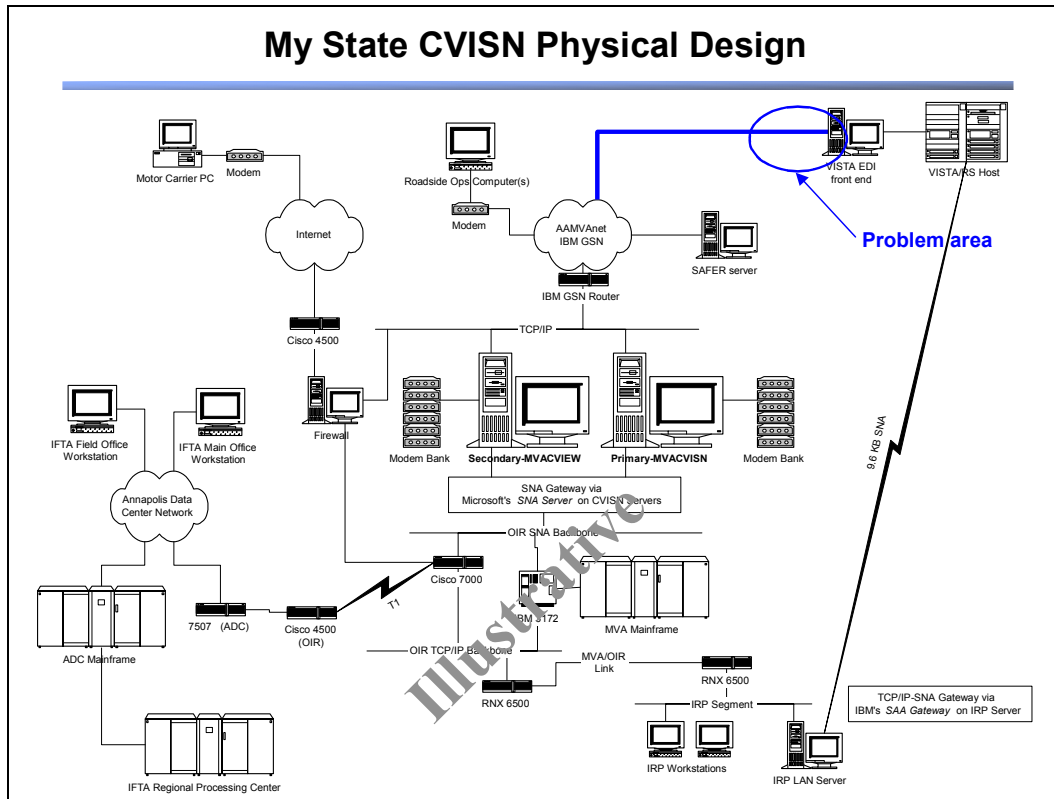 My State CVISN Physical Design
Motor Carrier PC
Modem
Roadside Ops Computer(s)
Modem
VISTA EDI
front end
VISTA/RS Host
Internet
AAMVAnet
IBM GSN
Problem area
SAFER server
IBM GSN Router
Cisco 4500
TCP/IP
IFTA Field Office
Workstation
IFTA Main Office
Workstation
Firewall
Modem Bank
Secondary-MVACVIEW
Primary-MVACVISN
Modem Bank
9.6 KB SNA
SNA Gateway via
Microsoft's SNA Server on CVISN Servers
Annapolis Data
Center Network
OIR SNA Backbone
Cisco 7000
T1
IBM 3172
MVA Mainframe
7507 (ADC)
Cisco 4500
(OIR)
ADC Mainframe
OIR TCP/IP Backbone
MVA/OIR
Link
RNX 6500
RNX 6500
Illustrative
IRP Segment
TCP/IP-SNA Gateway via
IBM's SAA Gateway on IRP Server
IRP Workstations
IRP LAN Server
IFTA Regional Processing Center